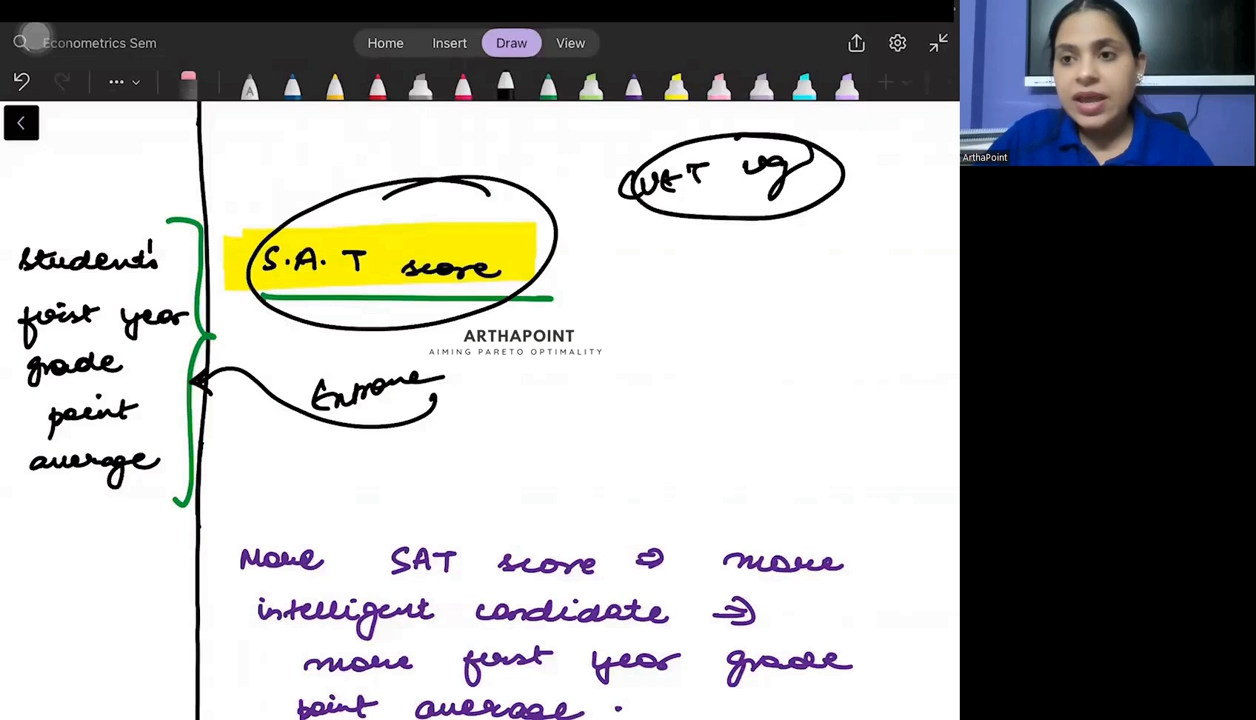 Econometrics Sem
Home Insert Draw View
A
ArthaPoint
CUET ug
S.A.T score
ARTHAPOINT
AIMING PARETO OPTIMALITY
Student's
first year
grade
point
average
Entrance
More SAT score ⇒ more
intelligent candidate ⇒
more first year grade
point average.